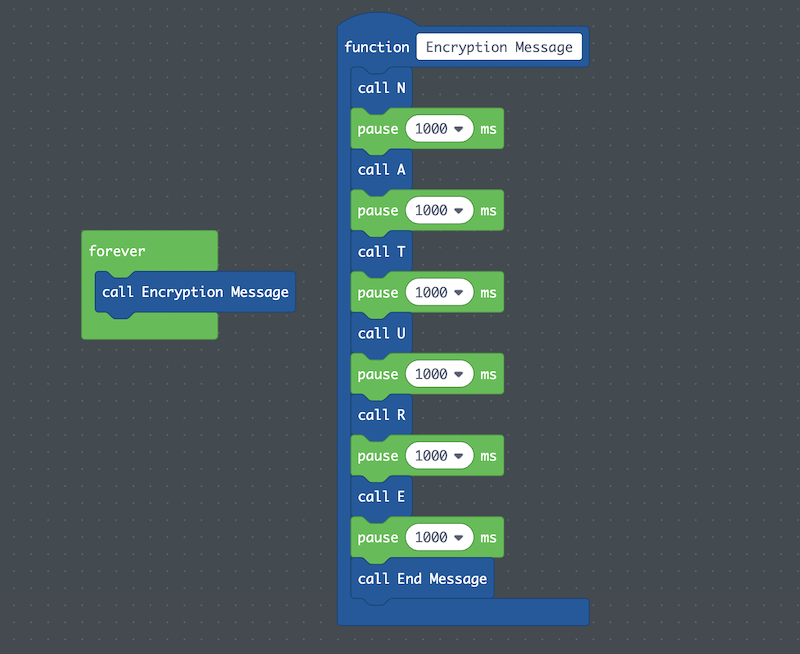 function Encryption Message
call N
pause 1000 ms
call A
pause 1000 ms
forever
call T
call Encryption Message
pause 1000 ms
call U
pause 1000 ms
call R
pause 1000 ms
call E
pause 1000 ms
call End Message